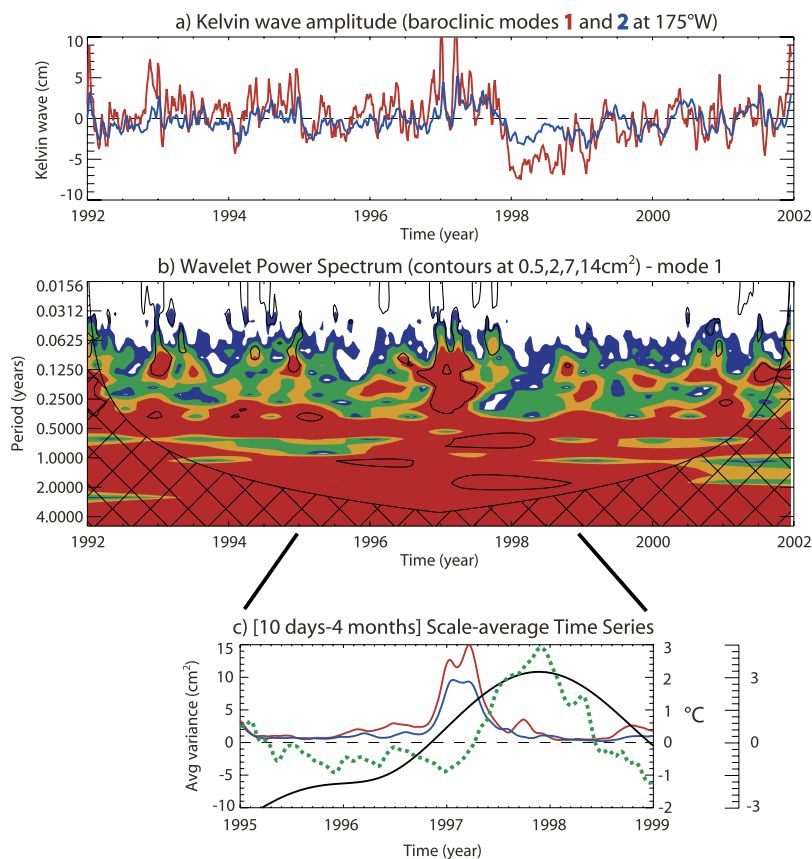 a) Kelvin wave amplitude (baroclinic modes 1 and 2 at 175°W)
10
5
0
-5
-10
Kelvin wave (cm)
1992 1994 1996 1998 2000 2002
Time (year)
b) Wavelet Power Spectrum (contours at 0.5,2,7,14cm²) - mode 1
0.0156
0.0312
0.0625
0.1250
0.2500
0.5000
1.0000
2.0000
4.0000
Period (years)
1992 1994 1996 1998 2000 2002
Time (year)
c) [10 days-4 months] Scale-average Time Series
15
10
5
0
-5
-10
Avg variance (cm²)
3
2
1
0
-1
-2
°C
3
0
-3
1995 1996 1997 1998 1999
Time (year)